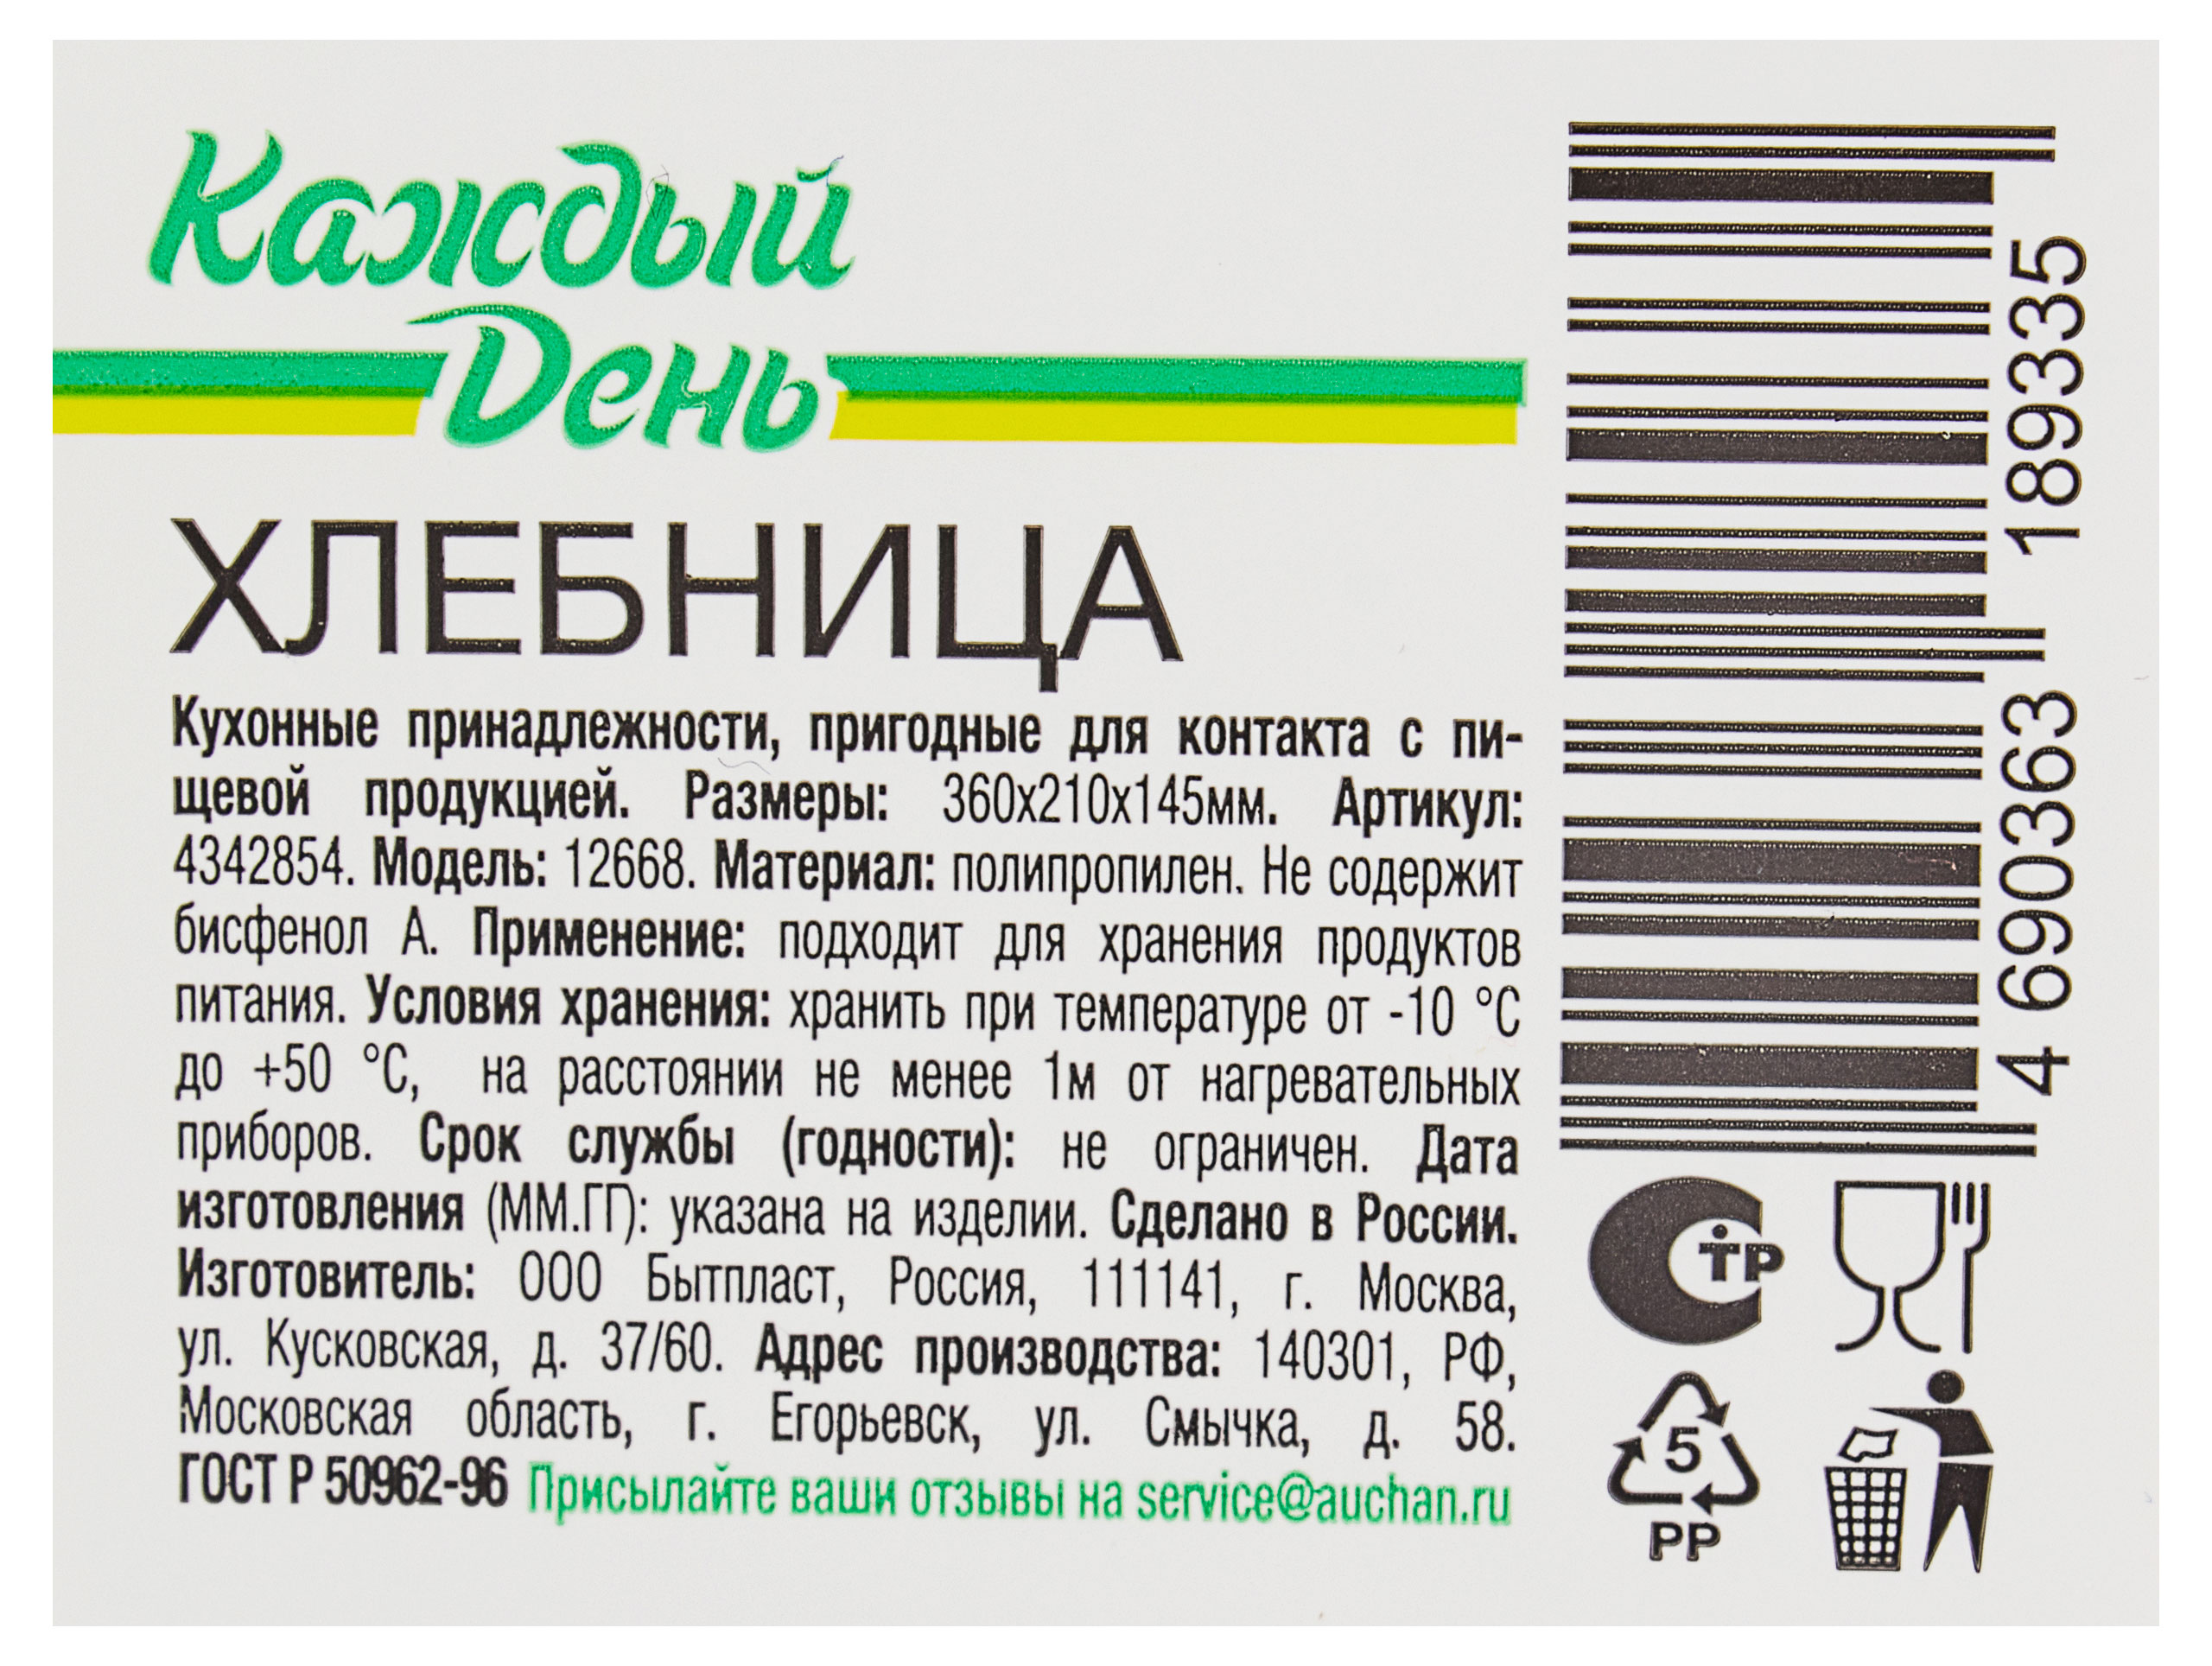 Каждый
День
ХЛЕБНИЦА
Кухонные принадлежности, пригодные для контакта с пи-
щевой продукцией. Размеры: 360х210х145мм. Артикул:
4342854. Модель: 12668. Материал: полипропилен. Не содержит
бисфенол А. Применение: подходит для хранения продуктов
питания. Условия хранения: хранить при температуре от -10 °С
до +50 °С, на расстоянии не менее 1м от нагревательных
приборов. Срок службы (годности): не ограничен. Дата
изготовления (ММ.ГГ): указана на изделии. Сделано в России.
Изготовитель: ООО Бытпласт, Россия, 111141, г. Москва,
ул. Кусковская, д. 37/60. Адрес производства: 140301, РФ,
Московская область, г. Егорьевск, ул. Смычка, д. 58.
ГОСТ Р 50962-96 Присылайте ваши отзывы на service@auchan.ru
4 690363 189335
СТР
5
PP